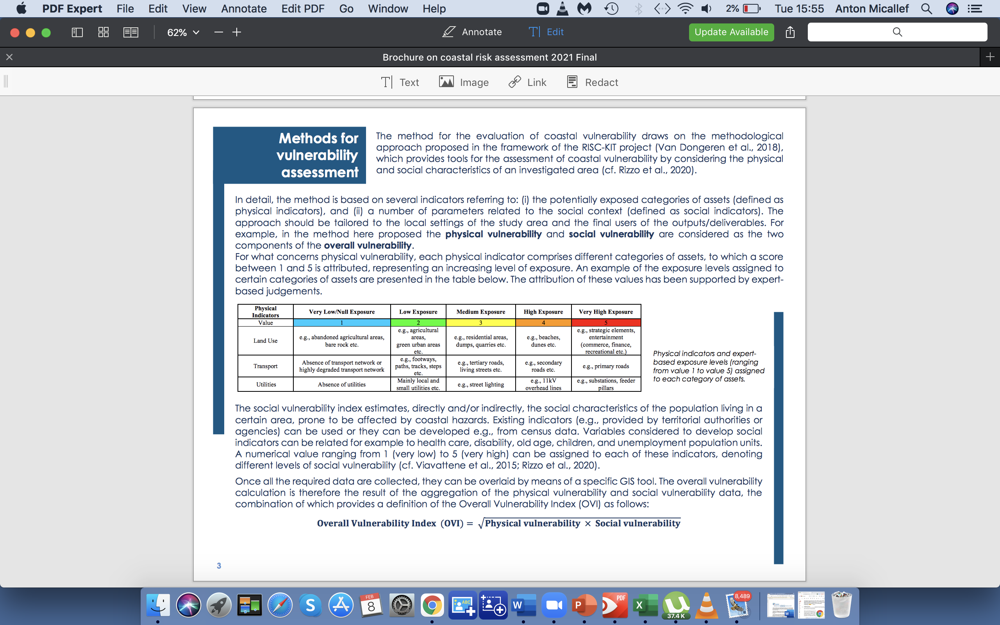 PDF Expert File Edit View Annotate Edit PDF Go Window Help 2% Tue 15:55 Anton Micallef
62% Annotate Edit Update Available
Brochure on coastal risk assessment 2021 Final
Text Image Link Redact
Methods for
vulnerability
assessment
The method for the evaluation of coastal vulnerability draws on the methodological
approach proposed in the framework of the RISC-KIT project (Van Dongeren et al., 2018),
which provides tools for the assessment of coastal vulnerability by considering the physical
and social characteristics of an investigated area (cf. Rizzo et al., 2020).
In detail, the method is based on several indicators referring to: (i) the potentially exposed categories of assets (defined as
physical indicators), and (ii) a number of parameters related to the social context (defined as social indicators). The
approach should be tailored to the local settings of the study area and the final users of the outputs/deliverables. For
example, in the method here proposed the physical vulnerability and social vulnerability are considered as the two
components of the overall vulnerability.
For what concerns physical vulnerability, each physical indicator comprises different categories of assets, to which a score
between 1 and 5 is attributed, representing an increasing level of exposure. An example of the exposure levels assigned to
certain categories of assets are presented in the table below. The attribution of these values has been supported by expert-
based judgements.
Physical
Indicators
Very Low/Null Exposure
Low Exposure
Medium Exposure
High Exposure
Very High Exposure
Value 1 2 3 4 5
Land Use
e.g., abandoned agricultural areas,
bare rock etc.
e.g., agricultural
areas,
green urban areas
etc.
e.g., residential areas,
dumps, quarries etc.
e.g., beaches,
dunes etc.
e.g., strategic elements,
entertainment
(commerce, finance,
recreational etc.)
Transport
Absence of transport network or
highly degraded transport network
e.g., footways,
paths, tracks, steps
etc.
e.g., tertiary roads,
living streets etc.
e.g., secondary
roads etc.
e.g., primary roads
Utilities
Absence of utilities
Mainly local and
small utilities etc.
e.g., street lighting
e.g., 11kV
overhead lines
e.g., substations, feeder
pillars
Physical indicators and expert-
based exposure levels (ranging
from value 1 to value 5) assigned
to each category of assets.
The social vulnerability index estimates, directly and/or indirectly, the social characteristics of the population living in a
certain area, prone to be affected by coastal hazards. Existing indicators (e.g., provided by territorial authorities or
agencies) can be used or they can be developed e.g., from census data. Variables considered to develop social
indicators can be related for example to health care, disability, old age, children, and unemployment population units.
A numerical value ranging from 1 (very low) to 5 (very high) can be assigned to each of these indicators, denoting
different levels of social vulnerability (cf. Viavattene et al., 2015; Rizzo et al., 2020).
Once all the required data are collected, they can be overlaid by means of a specific GIS tool. The overall vulnerability
calculation is therefore the result of the aggregation of the physical vulnerability and social vulnerability data, the
combination of which provides a definition of the Overall Vulnerability Index (OVI) as follows:
Overall Vulnerability Index (OVI) = √Physical vulnerability × Social vulnerability
3
FEB
8
ABC
W
P
PDF
X
37.4 K
8,489